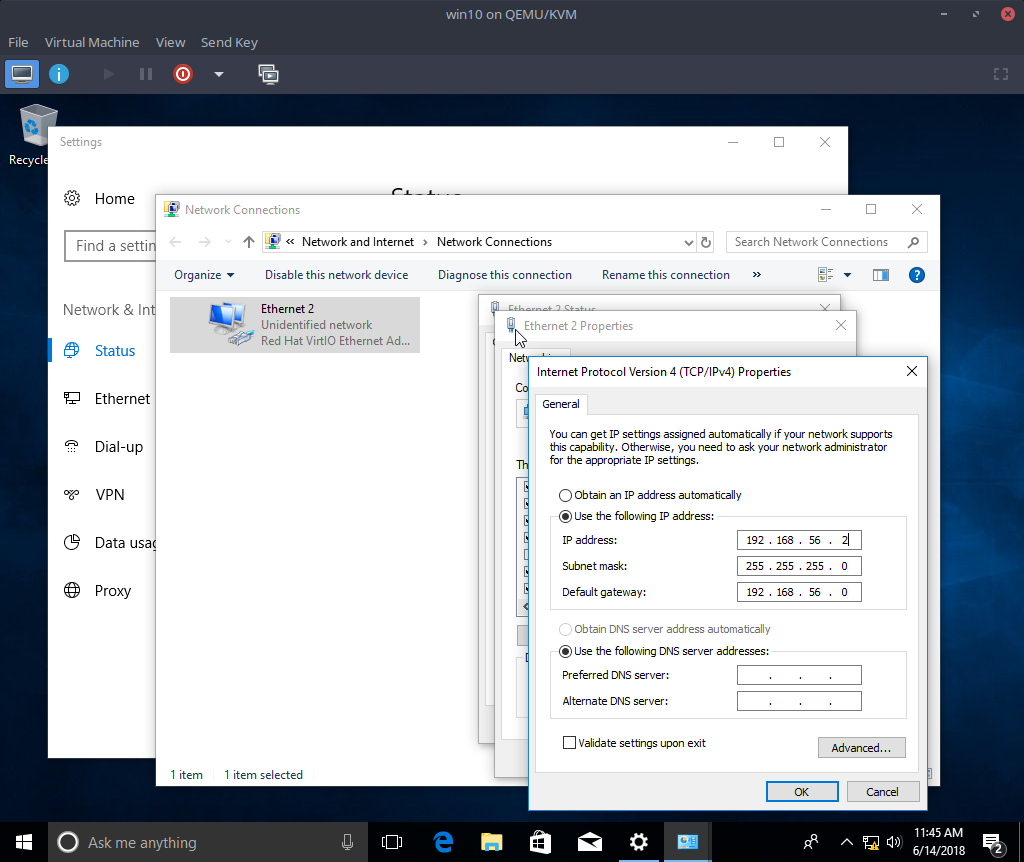 win10 on QEMU/KVM
File Virtual Machine View Send Key
Recycle
Settings
Home
Status
Find a settin
Network & Int
Status
Ethernet
Dial-up
VPN
Data usag
Proxy
Network Connections
« Network and Internet › Network Connections
Search Network Connections
Organize Disable this network device Diagnose this connection Rename this connection »
Ethernet 2
Unidentified network
Red Hat VirtIO Ethernet Ad...
1 item 1 item selected
Ethernet 2 Status
Ethernet 2 Properties
Co
Th
Internet Protocol Version 4 (TCP/IPv4) Properties
General
You can get IP settings assigned automatically if your network supports
this capability. Otherwise, you need to ask your network administrator
for the appropriate IP settings.
Obtain an IP address automatically
Use the following IP address:
IP address: 192 . 168 . 56 . 2
Subnet mask: 255 . 255 . 255 . 0
Default gateway: 192 . 168 . 56 . 0
Obtain DNS server address automatically
Use the following DNS server addresses:
Preferred DNS server: . . .
Alternate DNS server: . . .
Validate settings upon exit
Advanced...
OK Cancel
Ask me anything
11:45 AM
6/14/2018
2